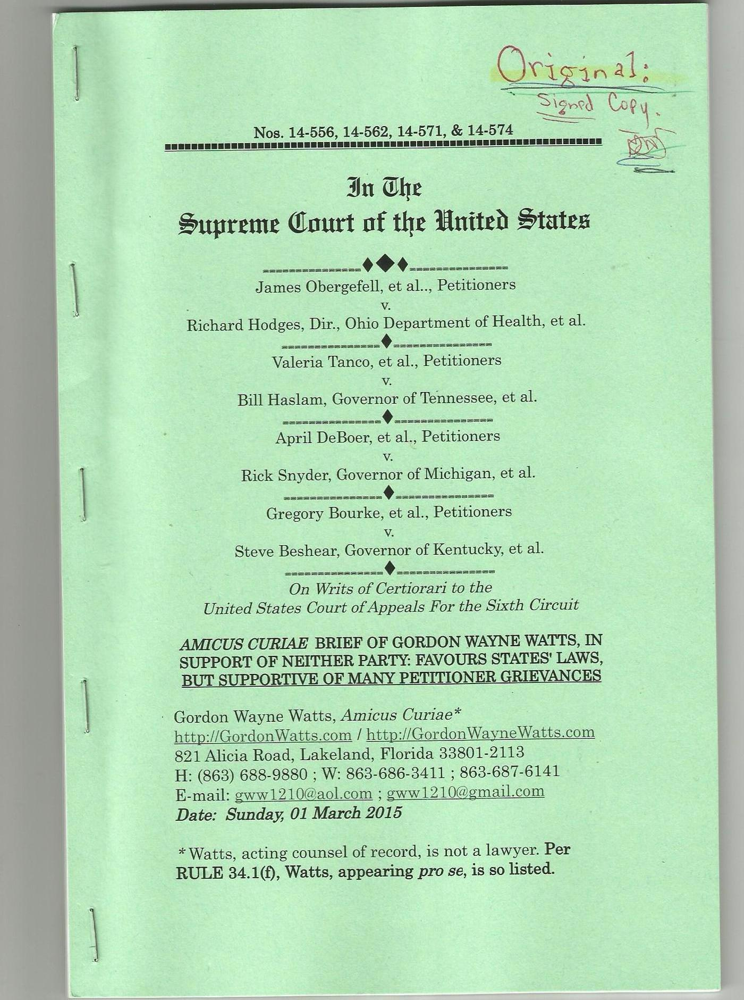 Original:
Signed Copy.
Nos. 14-556, 14-562, 14-571, & 14-574
In The
Supreme Court of the United States
James Obergefell, et al.., Petitioners
v.
Richard Hodges, Dir., Ohio Department of Health, et al.
Valeria Tanco, et al., Petitioners
v.
Bill Haslam, Governor of Tennessee, et al.
April DeBoer, et al., Petitioners
v.
Rick Snyder, Governor of Michigan, et al.
Gregory Bourke, et al., Petitioners
v.
Steve Beshear, Governor of Kentucky, et al.
On Writs of Certiorari to the
United States Court of Appeals For the Sixth Circuit
AMICUS CURIAE BRIEF OF GORDON WAYNE WATTS, IN
SUPPORT OF NEITHER PARTY: FAVOURS STATES' LAWS,
BUT SUPPORTIVE OF MANY PETITIONER GRIEVANCES
Gordon Wayne Watts, Amicus Curiae*
http://GordonWatts.com / http://GordonWayneWatts.com
821 Alicia Road, Lakeland, Florida 33801-2113
H: (863) 688-9880 ; W: 863-686-3411 ; 863-687-6141
E-mail: gww1210@aol.com ; gww1210@gmail.com
Date: Sunday, 01 March 2015
* Watts, acting counsel of record, is not a lawyer. Per
RULE 34.1(f), Watts, appearing pro se, is so listed.